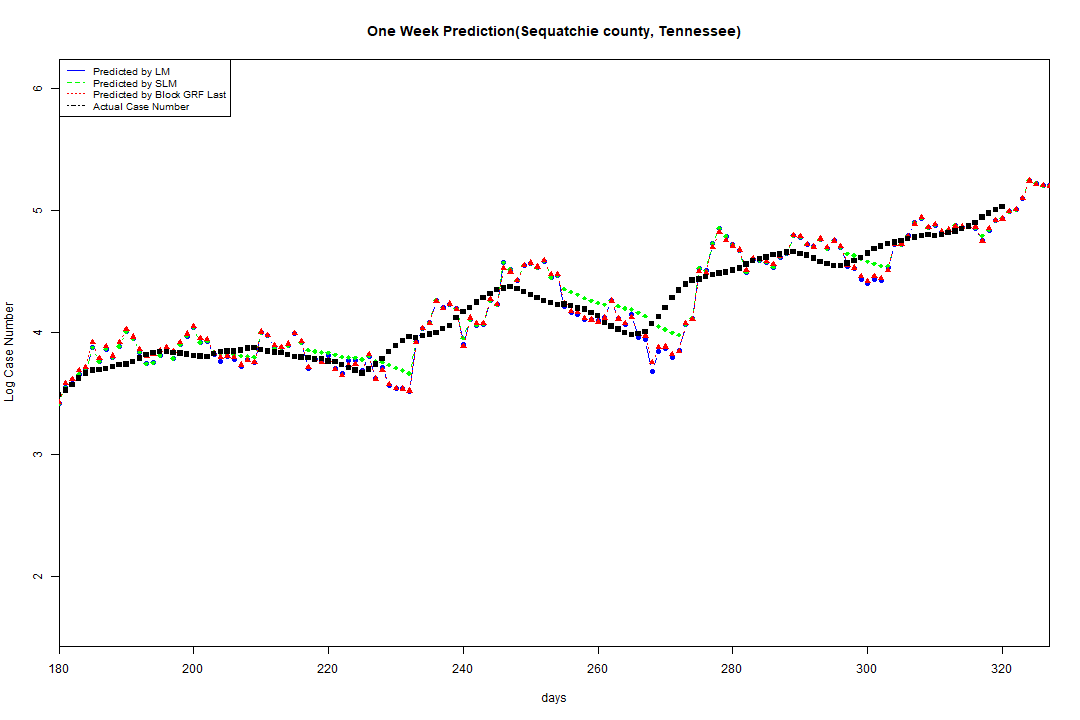 One Week Prediction(Sequatchie county, Tennessee)
Predicted by LM
Predicted by SLM
Predicted by Block GRF Last
Actual Case Number
6
5
4
3
2
Log Case Number
180 200 220 240 260 280 300 320
days